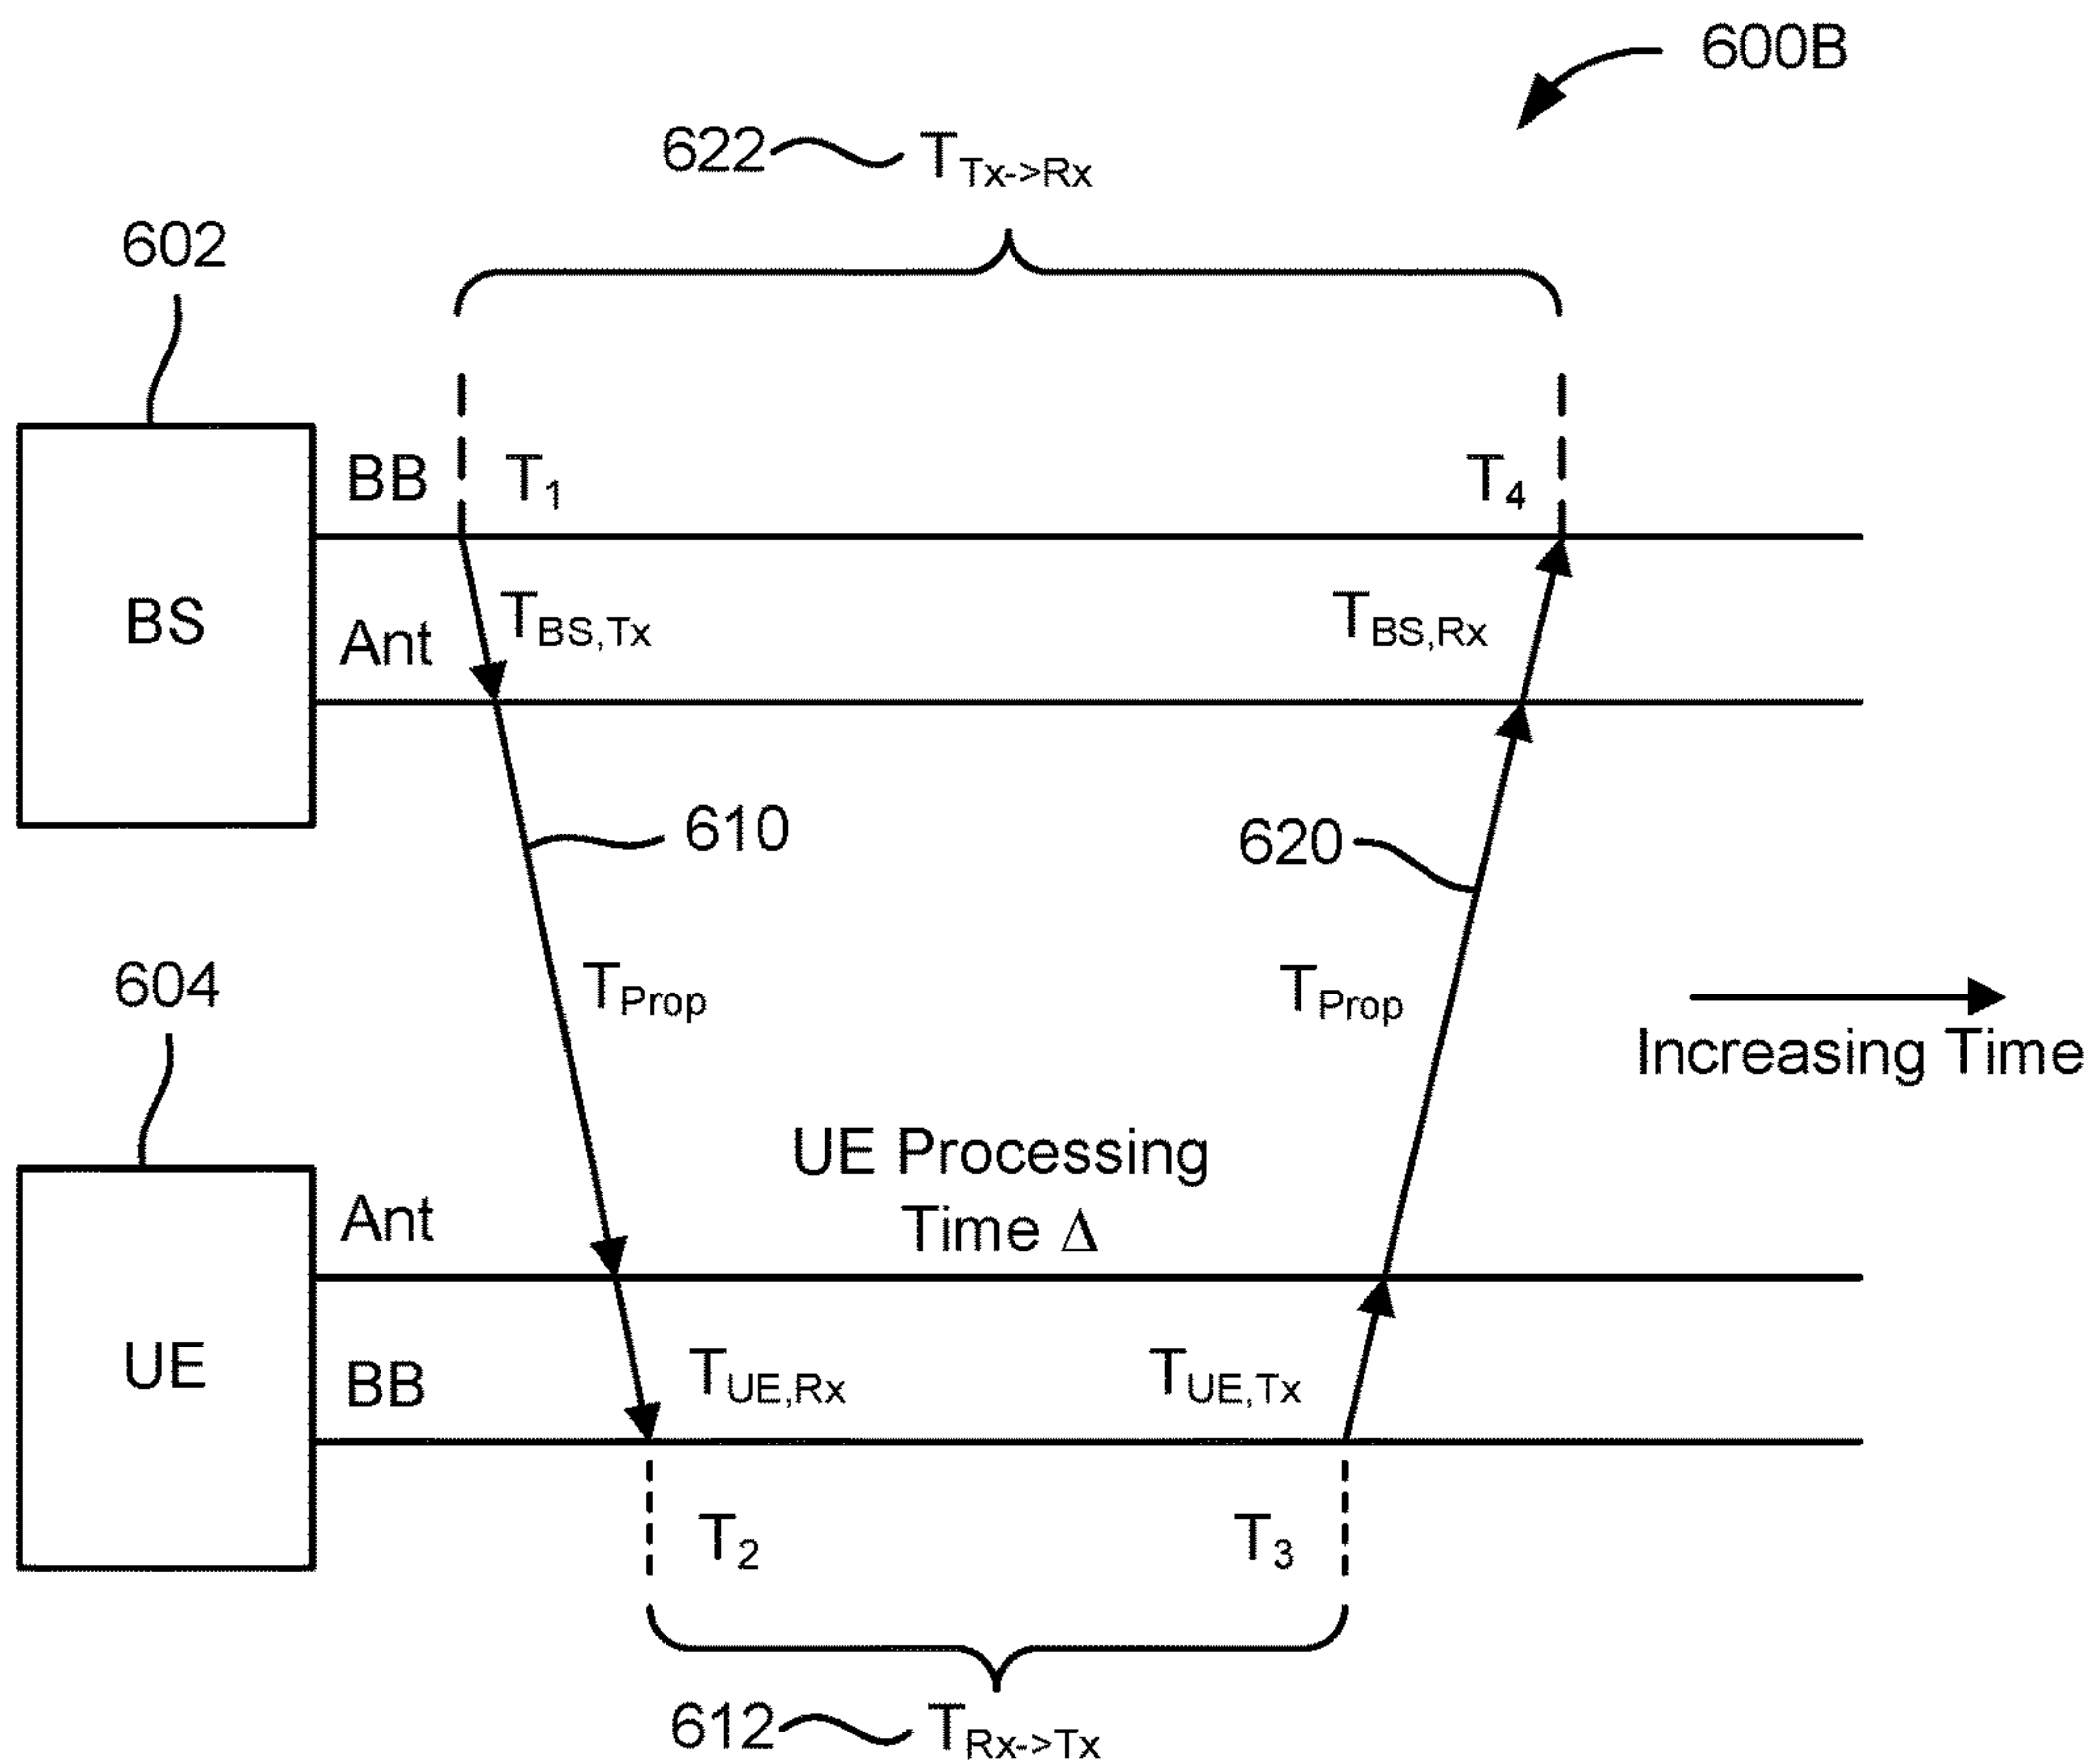 600B
622 T_Tx->Rx
602
BB T_1 T_4
BS
T_BS,Tx T_BS,Rx
Ant
610 620
604
T_Prop T_Prop
Increasing Time
UE Processing
Time Δ
Ant
UE
BB T_UE,Rx T_UE,Tx
T_2 T_3
612 T_Rx->Tx